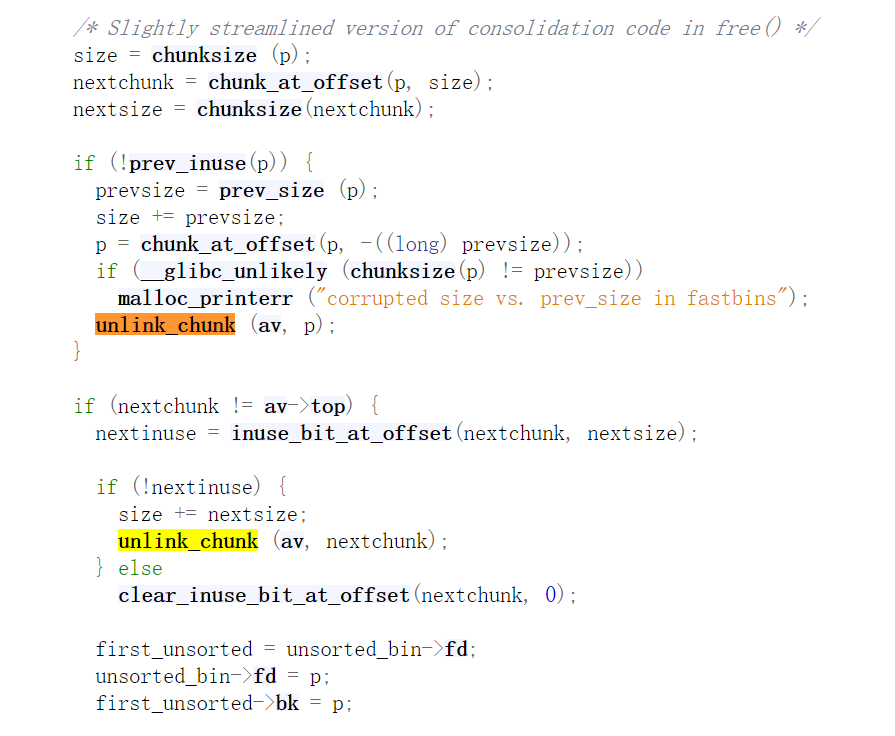 /* Slightly streamlined version of consolidation code in free() */
size = chunksize (p);
nextchunk = chunk_at_offset(p, size);
nextsize = chunksize(nextchunk);

if (!prev_inuse(p)) {
  prevsize = prev_size (p);
  size += prevsize;
  p = chunk_at_offset(p, -((long) prevsize));
  if (__glibc_unlikely (chunksize(p) != prevsize))
    malloc_printerr ("corrupted size vs. prev_size in fastbins");
  unlink_chunk (av, p);
}

if (nextchunk != av->top) {
  nextinuse = inuse_bit_at_offset(nextchunk, nextsize);

  if (!nextinuse) {
    size += nextsize;
    unlink_chunk (av, nextchunk);
  } else
    clear_inuse_bit_at_offset(nextchunk, 0);

  first_unsorted = unsorted_bin->fd;
  unsorted_bin->fd = p;
  first_unsorted->bk = p;